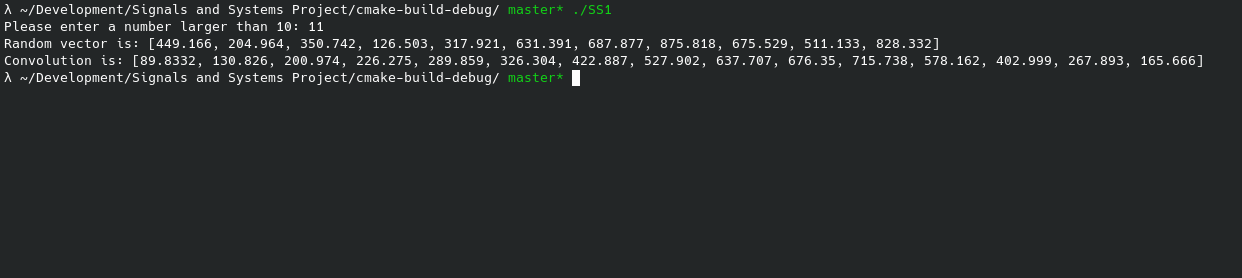 λ ~/Development/Signals and Systems Project/cmake-build-debug/ master* ./SS1
Please enter a number larger than 10: 11
Random vector is: [449.166, 204.964, 350.742, 126.503, 317.921, 631.391, 687.877, 875.818, 675.529, 511.133, 828.332]
Convolution is: [89.8332, 130.826, 200.974, 226.275, 289.859, 326.304, 422.887, 527.902, 637.707, 676.35, 715.738, 578.162, 402.999, 267.893, 165.666]
λ ~/Development/Signals and Systems Project/cmake-build-debug/ master*